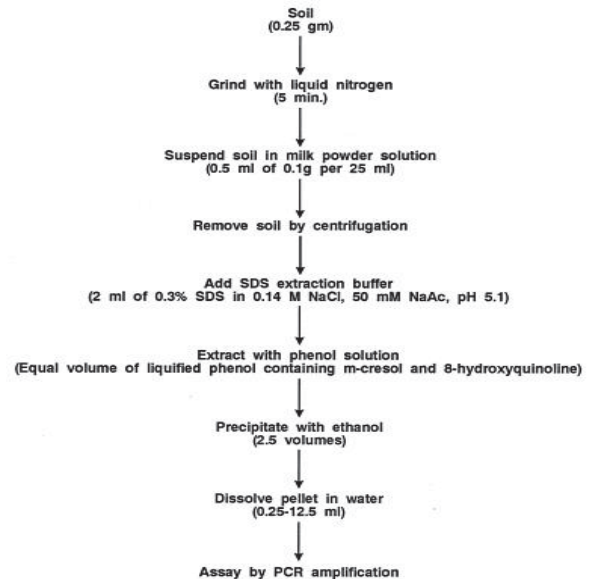 Soil
(0.25 gm)
Grind with liquid nitrogen
(5 min.)
Suspend soil in milk powder solution
(0.5 ml of 0.1g per 25 ml)
Remove soil by centrifugation
Add SDS extraction buffer
(2 ml of 0.3% SDS in 0.14 M NaCl, 50 mM NaAc, pH 5.1)
Extract with phenol solution
(Equal volume of liquified phenol containing m-cresol and 8-hydroxyquinoline)
Precipitate with ethanol
(2.5 volumes)
Dissolve pellet in water
(0.25-12.5 ml)
Assay by PCR amplification